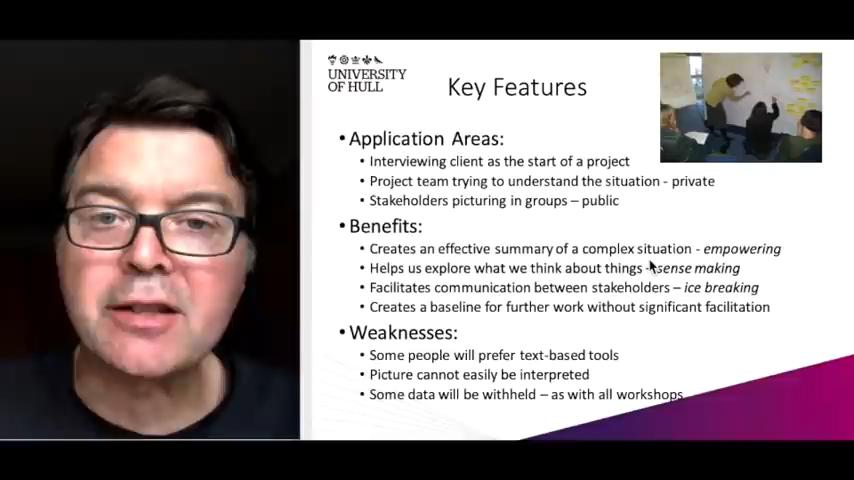 UNIVERSITY
OF HULL
Key Features
• Application Areas:
• Interviewing client as the start of a project
• Project team trying to understand the situation - private
• Stakeholders picturing in groups – public
• Benefits:
• Creates an effective summary of a complex situation - empowering
• Helps us explore what we think about things - sense making
• Facilitates communication between stakeholders – ice breaking
• Creates a baseline for further work without significant facilitation
• Weaknesses:
• Some people will prefer text-based tools
• Picture cannot easily be interpreted
• Some data will be withheld – as with all workshops